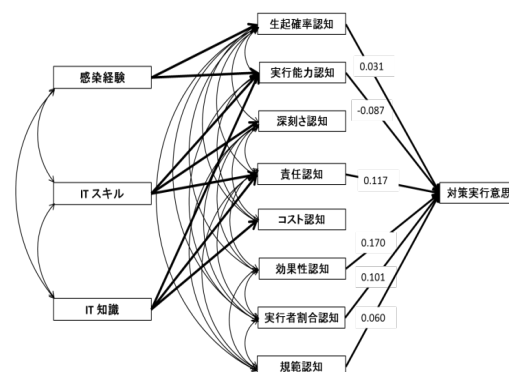 生起確率認知
実行能力認知
0.031
感染経験
-0.087
深刻さ認知
責任認知
0.117
ITスキル
対策実行意思
コスト認知
0.170
効果性認知
0.101
IT 知識
実行者割合認知
0.060
規範認知